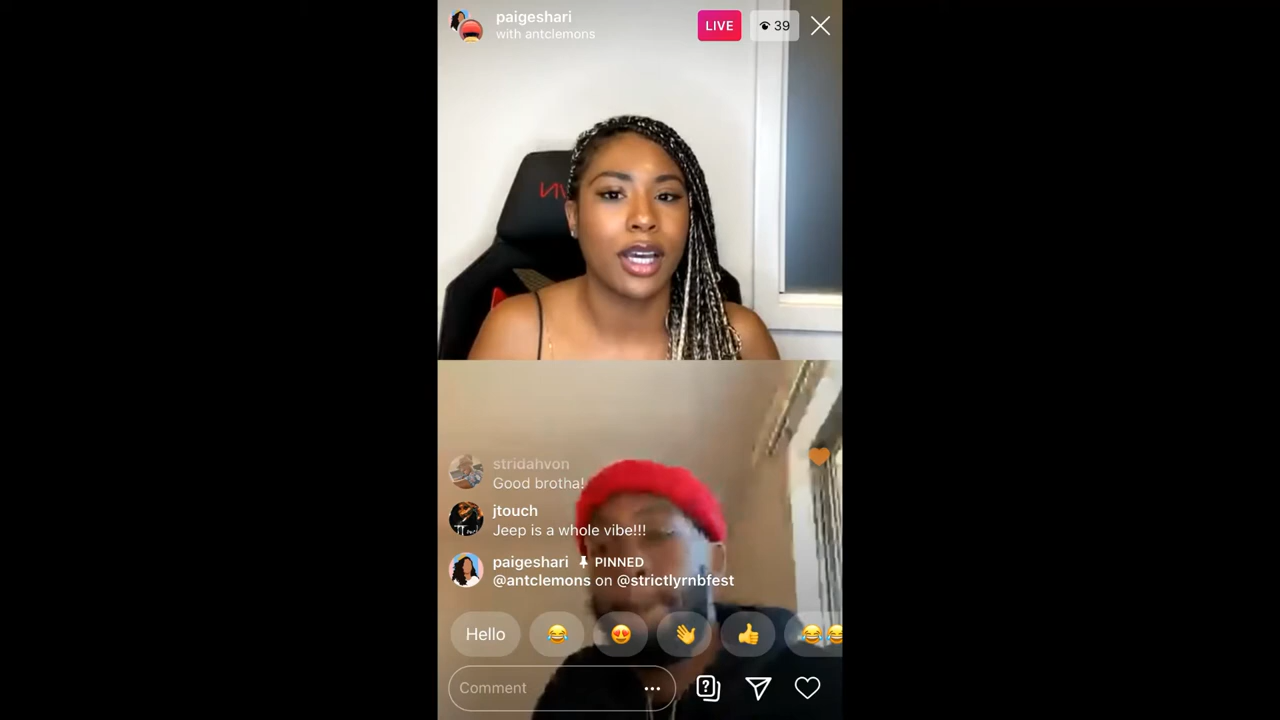 paigeshari
with antclemons
LIVE
39
stridahvon
Good brotha!
jtouch
Jeep is a whole vibe!!!
paigeshari PINNED
@antclemons on @strictlyrnbfest
Hello
Comment